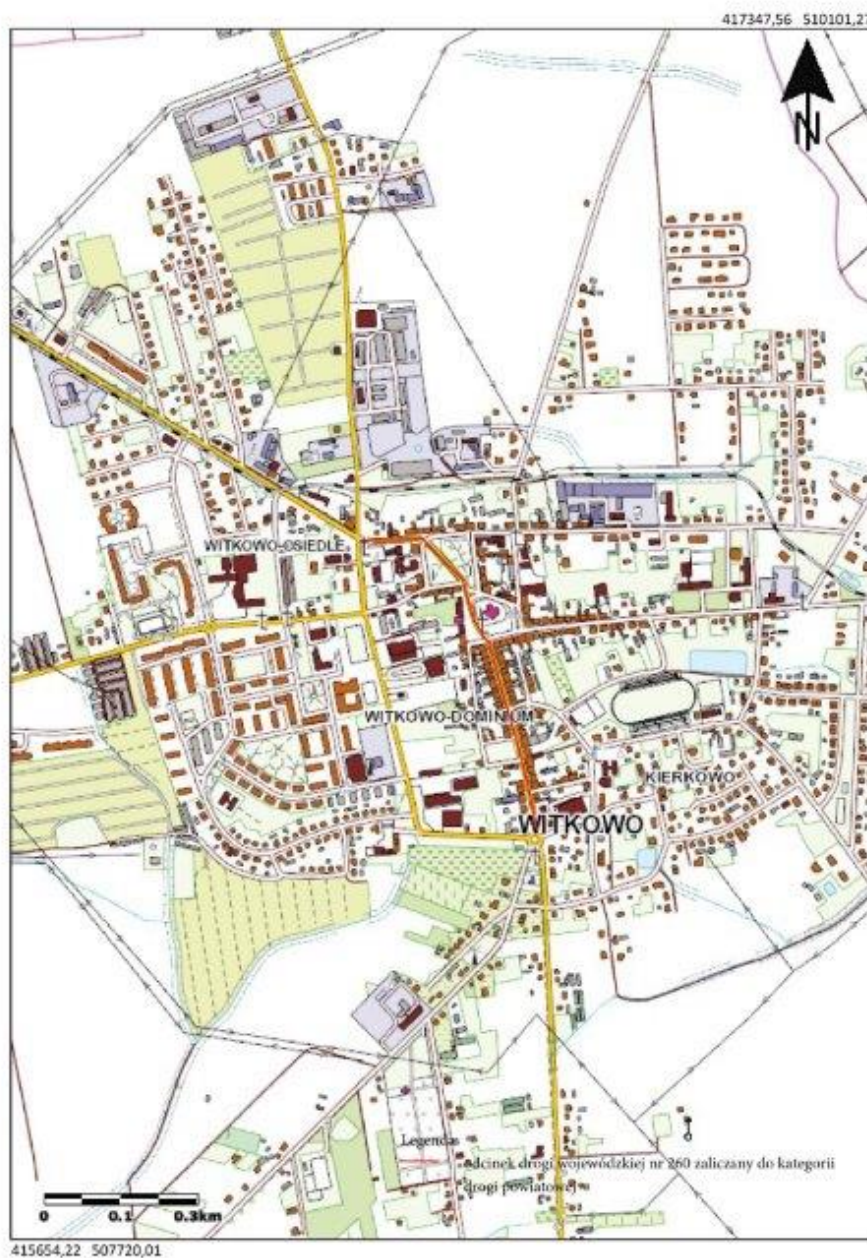 417347,56 510101,27
N
WITKOWO-OSIEDLE
WITKOWO-DOMINIUM
KIERKOWO
WITKOWO
Legenda
odcinek drogi wojewódzkiej nr 260 zaliczany do kategorii
drogi powiatowej
0 0.1 0.3km
415654,22 507720,01